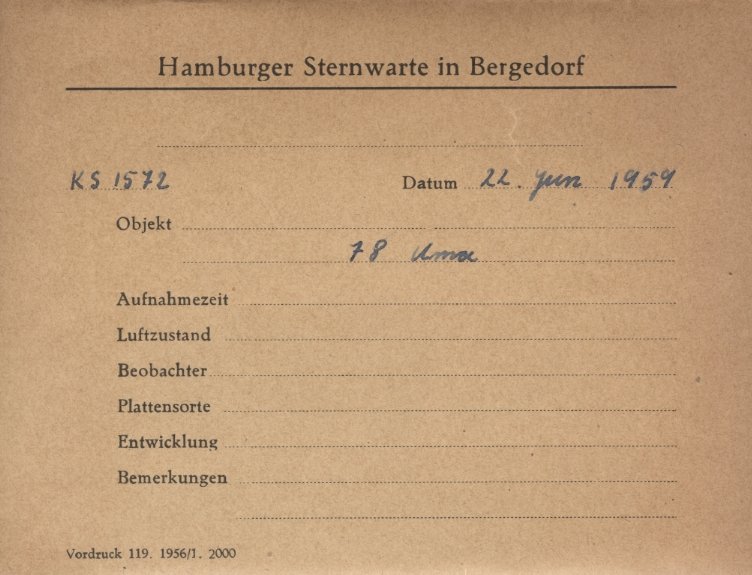 Hamburger Sternwarte in Bergedorf
KS 1572 Datum 22. Jun 1959
Objekt
78 Uma
Aufnahmezeit
Luftzustand
Beobachter
Plattensorte
Entwicklung
Bemerkungen
Vordruck 119. 1956/1. 2000